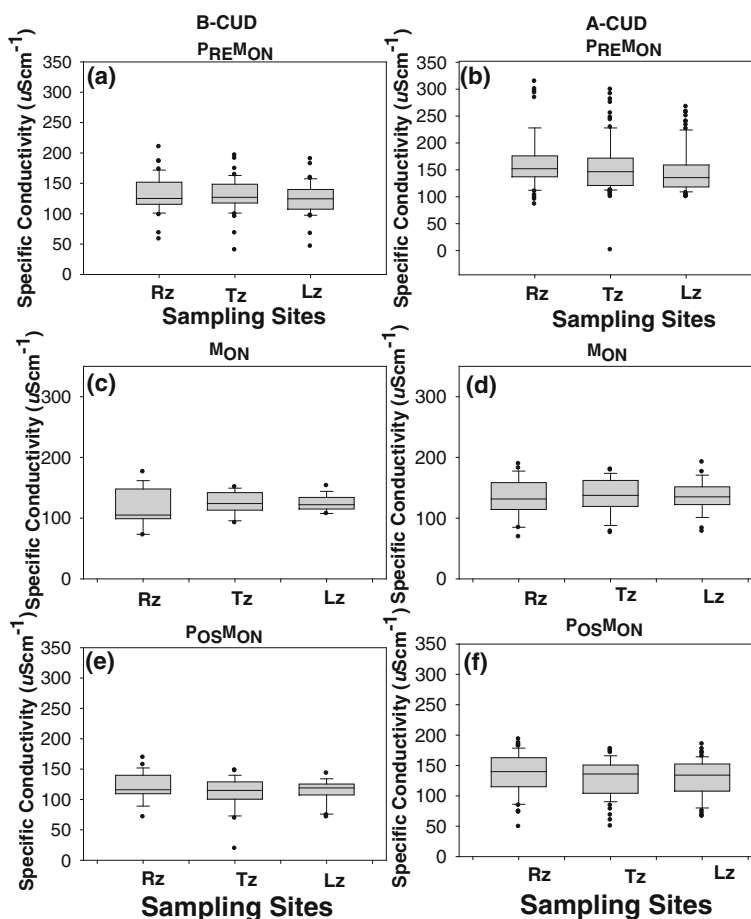 B-CUD
A-CUD
PREMON
PREMON
(a)
(b)
Specific Conductivity (uScm-1)
350
300
250
200
150
100
50
0
Rz
Tz
Lz
Sampling Sites
Specific Conductivity (uScm-1)
350
300
250
200
150
100
50
0
Rz
Tz
Lz
Sampling Sites
MON
MON
(c)
(d)
Specific Conductivity (uScm-1)
300
200
100
0
Rz
Tz
Lz
Specific Conductivity (uScm-1)
300
200
100
0
Rz
Tz
Lz
POSMON
POSMON
(e)
(f)
Specific Conductivity (uScm-1)
350
300
250
200
150
100
50
0
Rz
Tz
Lz
Sampling Sites
Specific Conductivity (uScm-1)
350
300
250
200
150
100
50
0
Rz
Tz
Lz
Sampling Sites